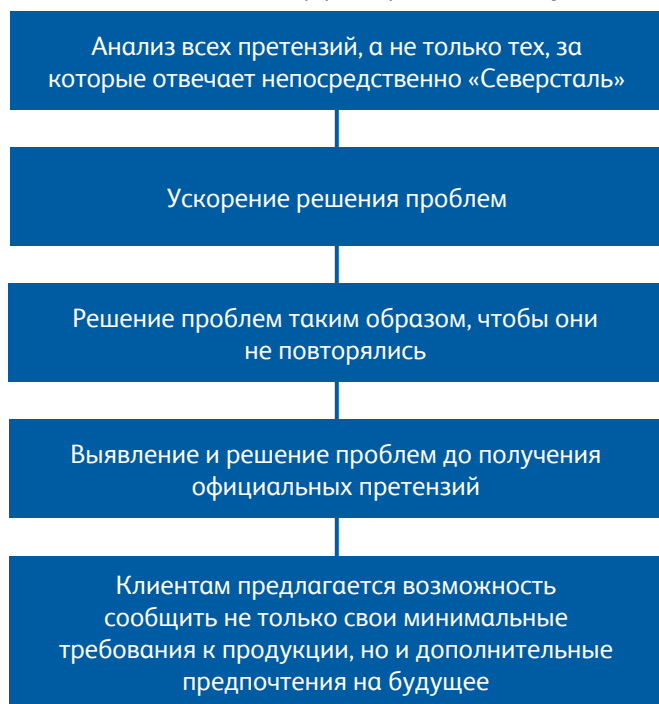 Анализ всех претензий, а не только тех, за
которые отвечает непосредственно «Северсталь»
Ускорение решения проблем
Решение проблем таким образом, чтобы они
не повторялись
Выявление и решение проблем до получения
официальных претензий
Клиентам предлагается возможность
сообщить не только свои минимальные
требования к продукции, но и дополнительные
предпочтения на будущее